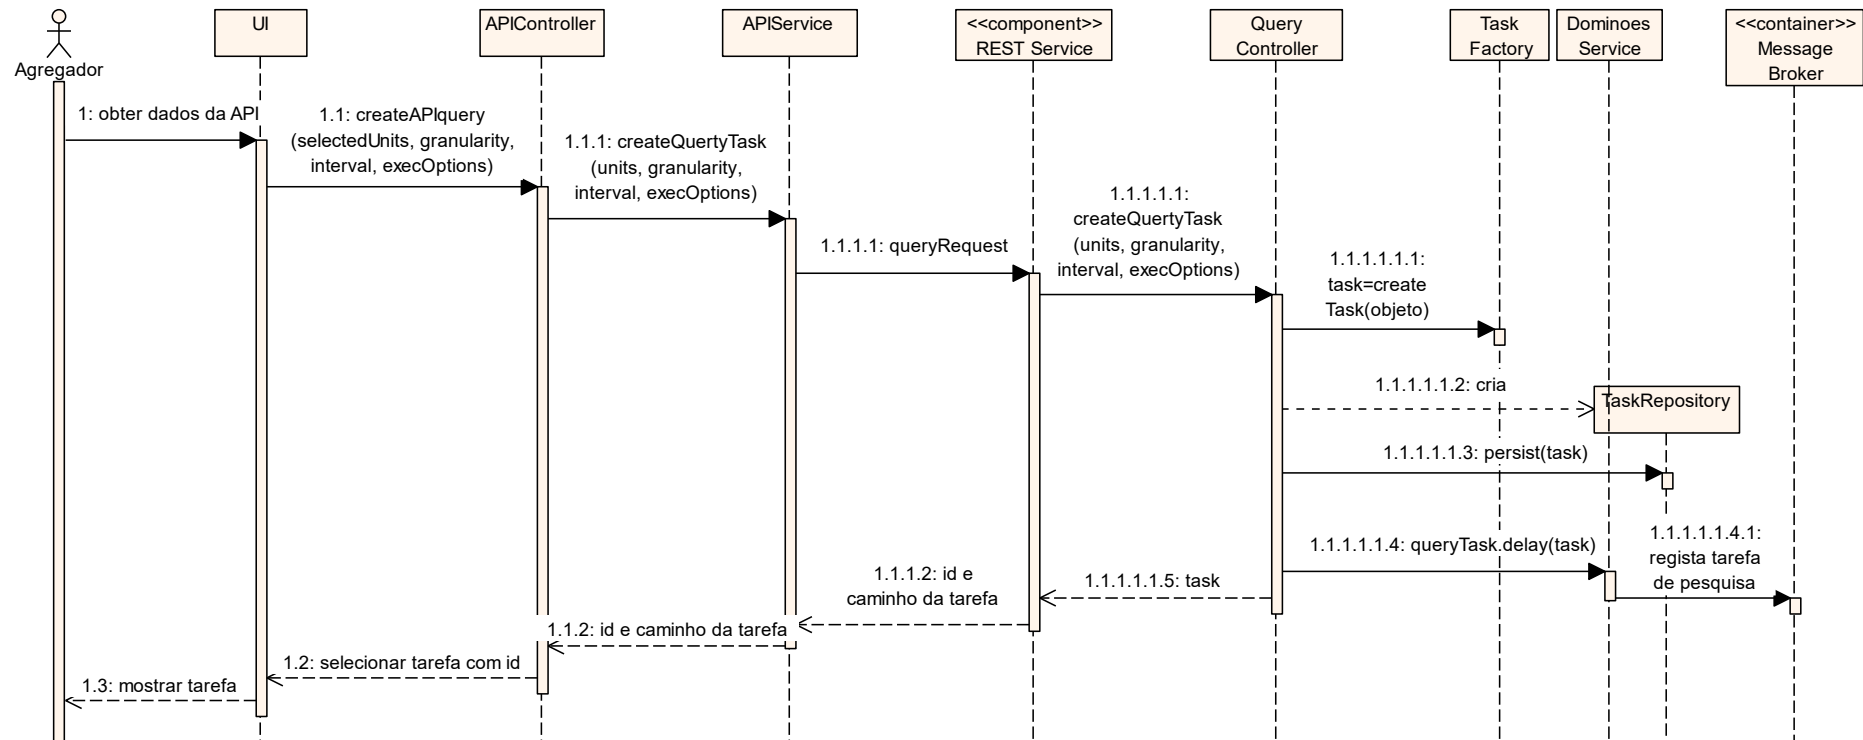 Agregador
UI
APIController
APIService
<<component>>
REST Service
Query
Controller
Task
Factory
Dominoes
Service
<<container>>
Message
Broker
1: obter dados da API
1.1: createAPIquery
(selectedUnits, granularity,
interval, execOptions)
1.1.1: createQuertyTask
(units, granularity,
interval, execOptions)
1.1.1.1: queryRequest
1.1.1.1.1:
createQuertyTask
(units, granularity,
interval, execOptions)
1.1.1.1.1.1:
task=create
Task(objeto)
1.1.1.1.1.2: cria
TaskRepository
1.1.1.1.1.3: persist(task)
1.1.1.1.1.4: queryTask.delay(task)
1.1.1.1.1.4.1:
regista tarefa
de pesquisa
1.1.1.1.1.5: task
1.1.1.2: id e
caminho da tarefa
1.1.2: id e caminho da tarefa
1.2: selecionar tarefa com id
1.3: mostrar tarefa